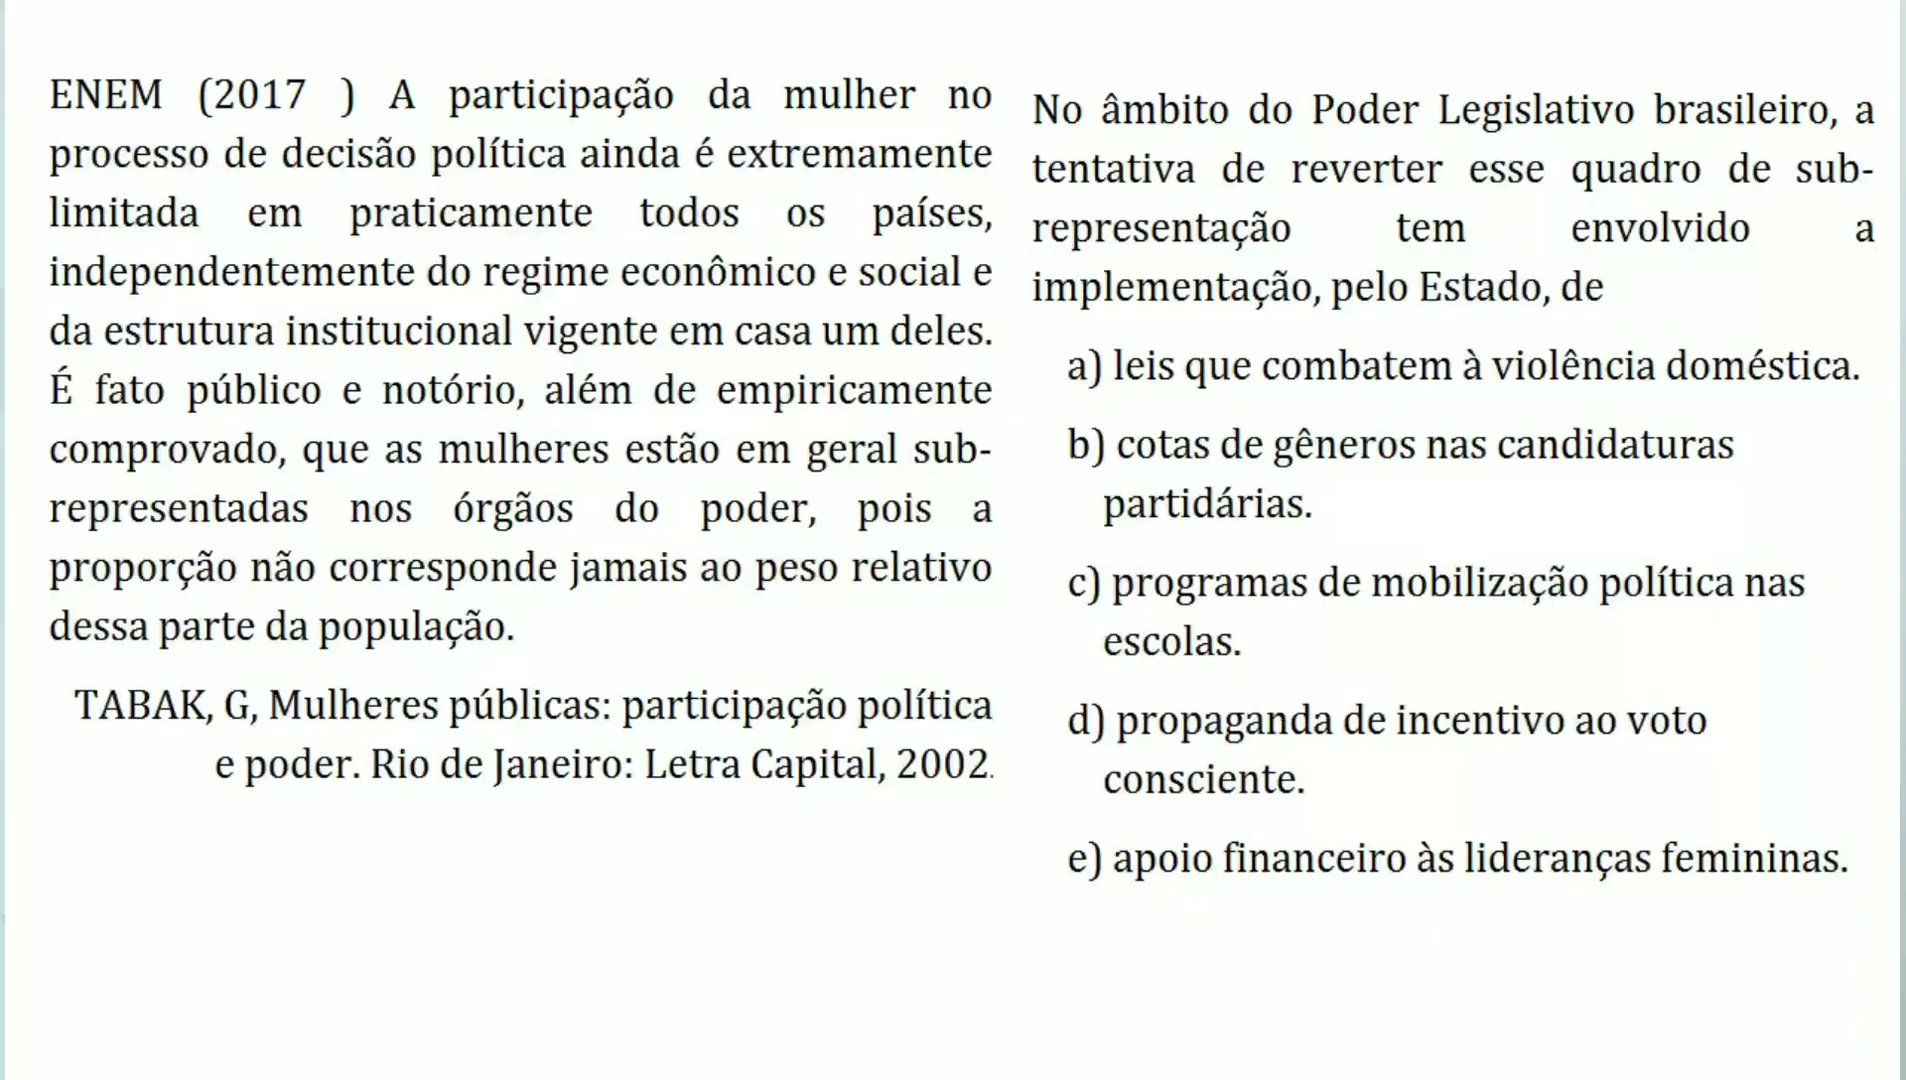 ENEM (2017 ) A participação da mulher no
processo de decisão política ainda é extremamente
limitada em praticamente todos os países,
independentemente do regime econômico e social e
da estrutura institucional vigente em casa um deles.
É fato público e notório, além de empiricamente
comprovado, que as mulheres estão em geral sub-
representadas nos órgãos do poder, pois a
proporção não corresponde jamais ao peso relativo
dessa parte da população.
TABAK, G, Mulheres públicas: participação política
e poder. Rio de Janeiro: Letra Capital, 2002.
No âmbito do Poder Legislativo brasileiro, a
tentativa de reverter esse quadro de sub-
representação tem envolvido a
implementação, pelo Estado, de
a) leis que combatem à violência doméstica.
b) cotas de gêneros nas candidaturas
partidárias.
c) programas de mobilização política nas
escolas.
d) propaganda de incentivo ao voto
consciente.
e) apoio financeiro às lideranças femininas.